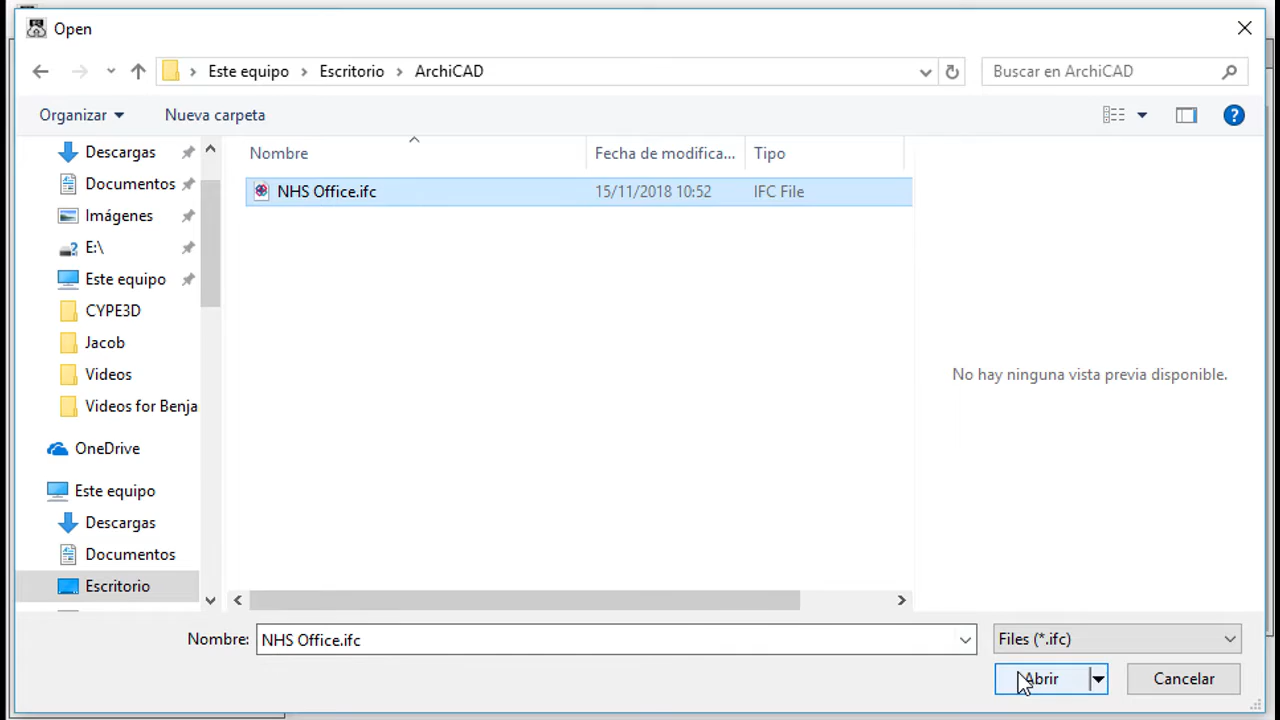 Open
Este equipo > Escritorio > ArchiCAD
Buscar en ArchiCAD
Organizar
Nueva carpeta
Nombre
Fecha de modifica...
Tipo
NHS Office.ifc
15/11/2018 10:52
IFC File
Descargas
Documentos
Imágenes
E:\
Este equipo
CYPE3D
Jacob
Videos
Videos for Benja
OneDrive
Este equipo
Descargas
Documentos
Escritorio
No hay ninguna vista previa disponible.
Nombre:
NHS Office.ifc
Files (*.ifc)
Abrir
Cancelar